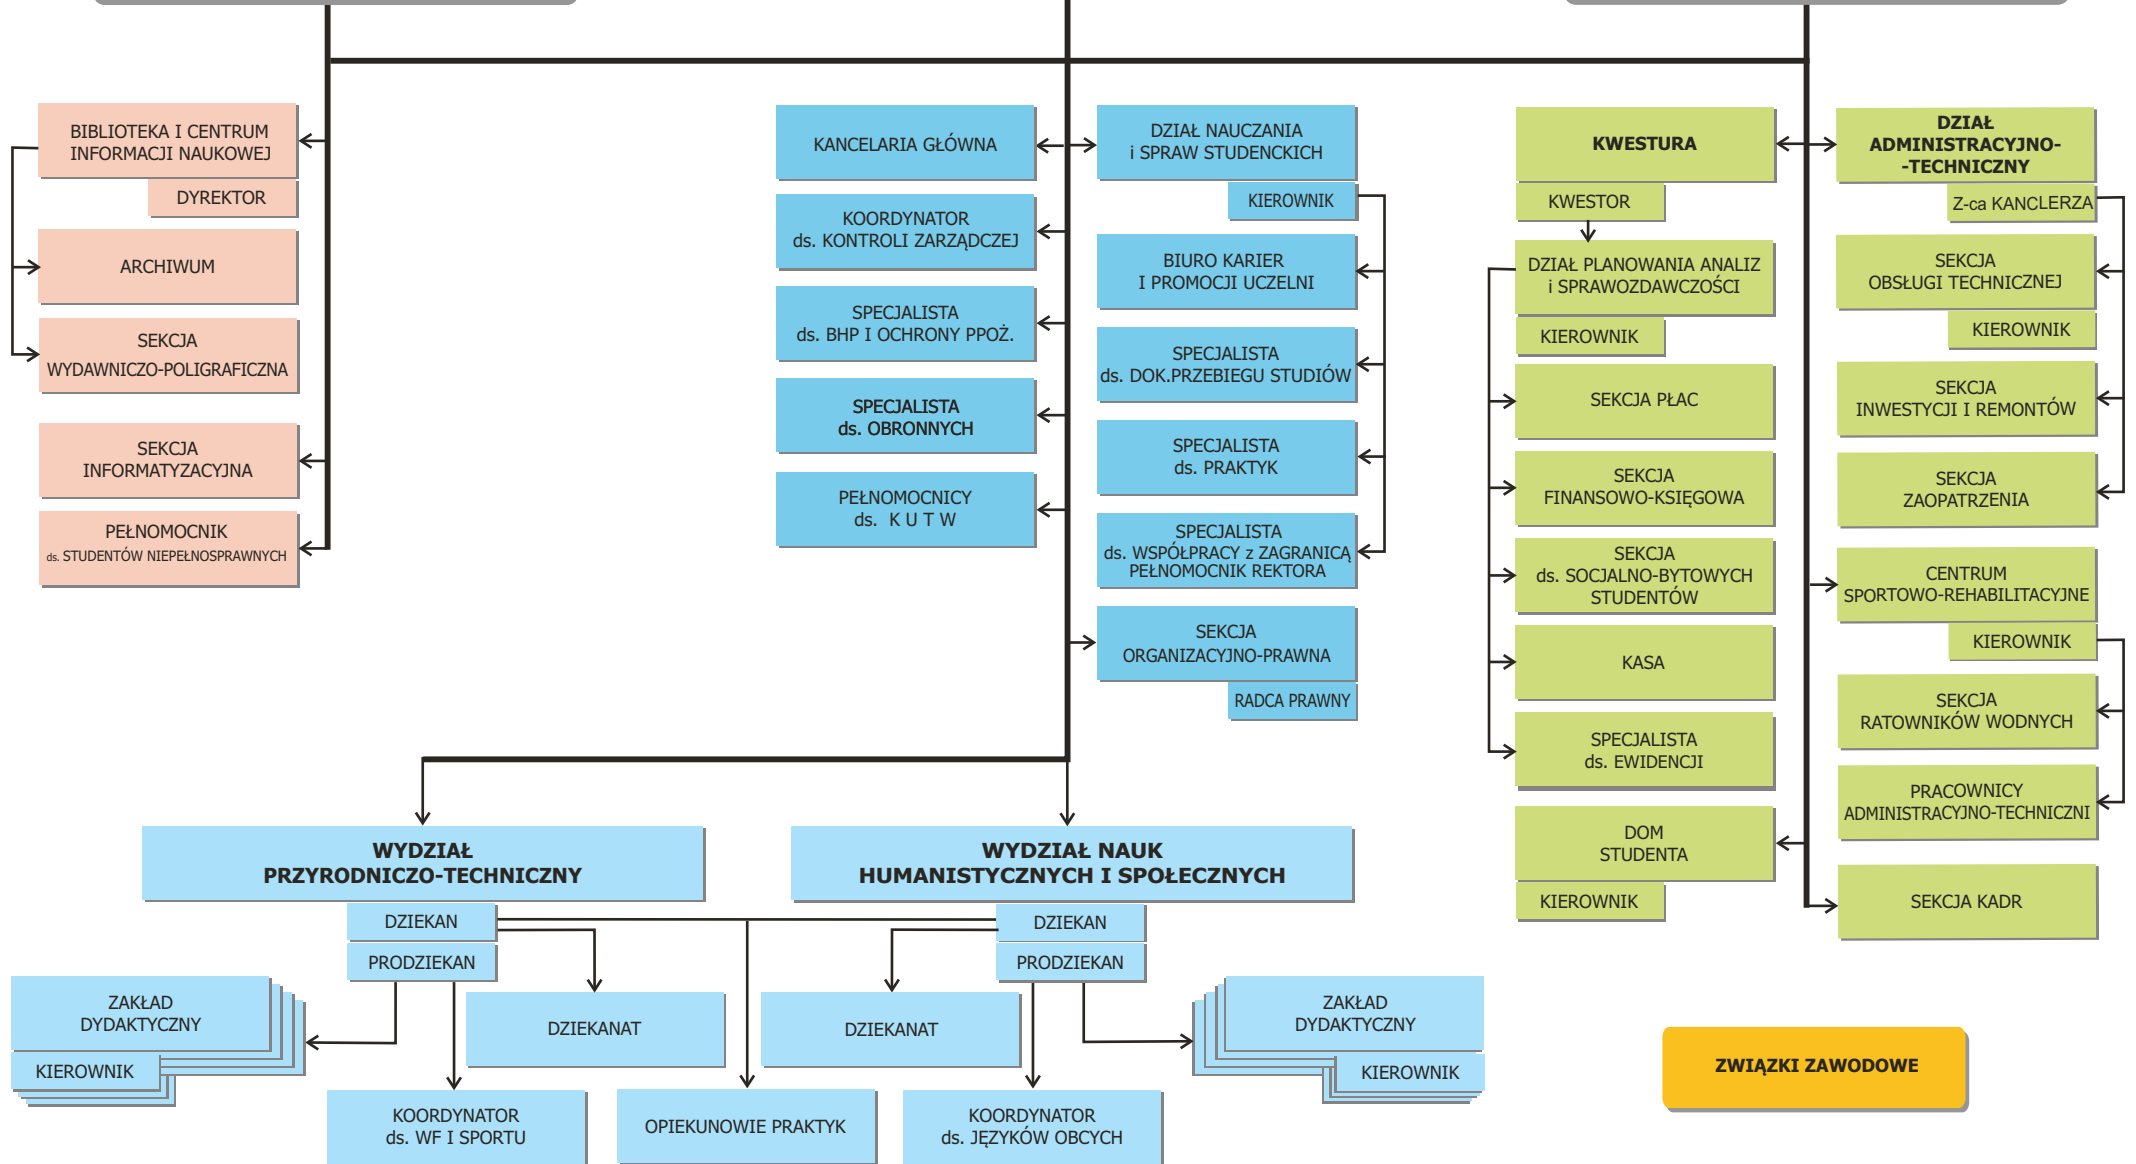 BIBLIOTEKA I CENTRUM
INFORMACJI NAUKOWEJ
DYREKTOR
ARCHIWUM
SEKCJA
WYDAWNICZO-POLIGRAFICZNA
SEKCJA
INFORMATYZACYJNA
PEŁNOMOCNIK
ds. STUDENTÓW NIEPEŁNOSPRAWNYCH
KANCELARIA GŁÓWNA
KOORDYNATOR
ds. KONTROLI ZARZĄDCZEJ
SPECJALISTA
ds. BHP I OCHRONY PPOŻ.
SPECJALISTA
ds. OBRONNYCH
PEŁNOMOCNICY
ds. K U T W
DZIAŁ NAUCZANIA
i SPRAW STUDENCKICH
KIEROWNIK
BIURO KARIER
I PROMOCJI UCZELNI
SPECJALISTA
ds. DOK.PRZEBIEGU STUDIÓW
SPECJALISTA
ds. PRAKTYK
SPECJALISTA
ds. WSPÓŁPRACY z ZAGRANICĄ
PEŁNOMOCNIK REKTORA
SEKCJA
ORGANIZACYJNO-PRAWNA
RADCA PRAWNY
KWESTURA
KWESTOR
DZIAŁ PLANOWANIA ANALIZ
i SPRAWOZDAWCZOŚCI
KIEROWNIK
SEKCJA PŁAC
SEKCJA
FINANSOWO-KSIĘGOWA
SEKCJA
ds. SOCJALNO-BYTOWYCH
STUDENTÓW
KASA
SPECJALISTA
ds. EWIDENCJI
DOM
STUDENTA
KIEROWNIK
DZIAŁ
ADMINISTRACYJNO-
-TECHNICZNY
Z-ca KANCLERZA
SEKCJA
OBSŁUGI TECHNICZNEJ
KIEROWNIK
SEKCJA
INWESTYCJI I REMONTÓW
SEKCJA
ZAOPATRZENIA
CENTRUM
SPORTOWO-REHABILITACYJNE
KIEROWNIK
SEKCJA
RATOWNIKÓW WODNYCH
PRACOWNICY
ADMINISTRACYJNO-TECHNICZNI
SEKCJA KADR
WYDZIAŁ
PRZYRODNICZO-TECHNICZNY
DZIEKAN
PRODZIEKAN
ZAKŁAD
DYDAKTYCZNY
KIEROWNIK
DZIEKANAT
KOORDYNATOR
ds. WF I SPORTU
OPIEKUNOWIE PRAKTYK
WYDZIAŁ NAUK
HUMANISTYCZNYCH I SPOŁECZNYCH
DZIEKAN
PRODZIEKAN
DZIEKANAT
KOORDYNATOR
ds. JĘZYKÓW OBCYCH
ZAKŁAD
DYDAKTYCZNY
KIEROWNIK
ZWIĄZKI ZAWODOWE